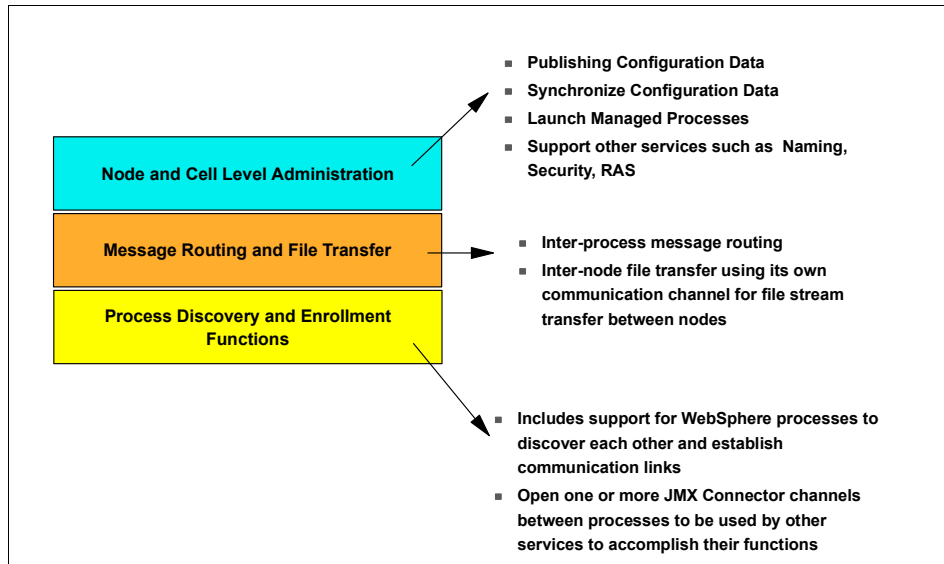 ■ Publishing Configuration Data
■ Synchronize Configuration Data
■ Launch Managed Processes
■ Support other services such as Naming,
Security, RAS
Node and Cell Level Administration
Message Routing and File Transfer
■ Inter-process message routing
■ Inter-node file transfer using its own
communication channel for file stream
transfer between nodes
Process Discovery and Enrollment
Functions
■ Includes support for WebSphere processes to
discover each other and establish
communication links
■ Open one or more JMX Connector channels
between processes to be used by other
services to accomplish their functions